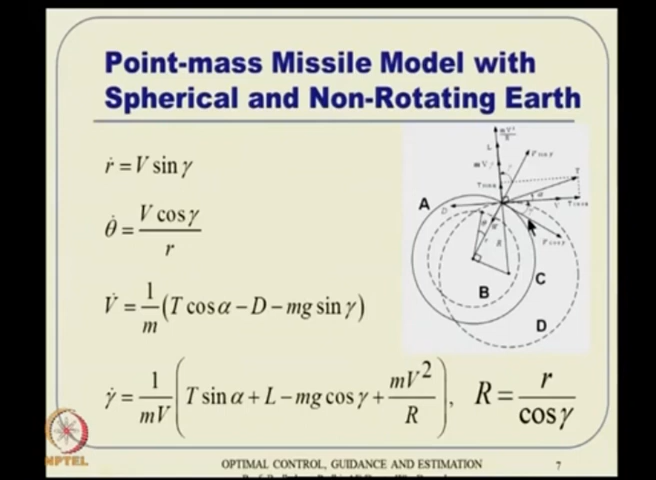 Point-mass Missile Model with
Spherical and Non-Rotating Earth
ṙ = V sin γ
θ̇ = V cos γ / r
V̇ = 1/m (T cos α − D − mg sin γ)
γ̇ = 1/mV (T sin α + L − mg cos γ + mV²/R), R = r / cos γ
A
B
C
D
L
D
R
V
T
NPTEL
OPTIMAL CONTROL, GUIDANCE AND ESTIMATION
7